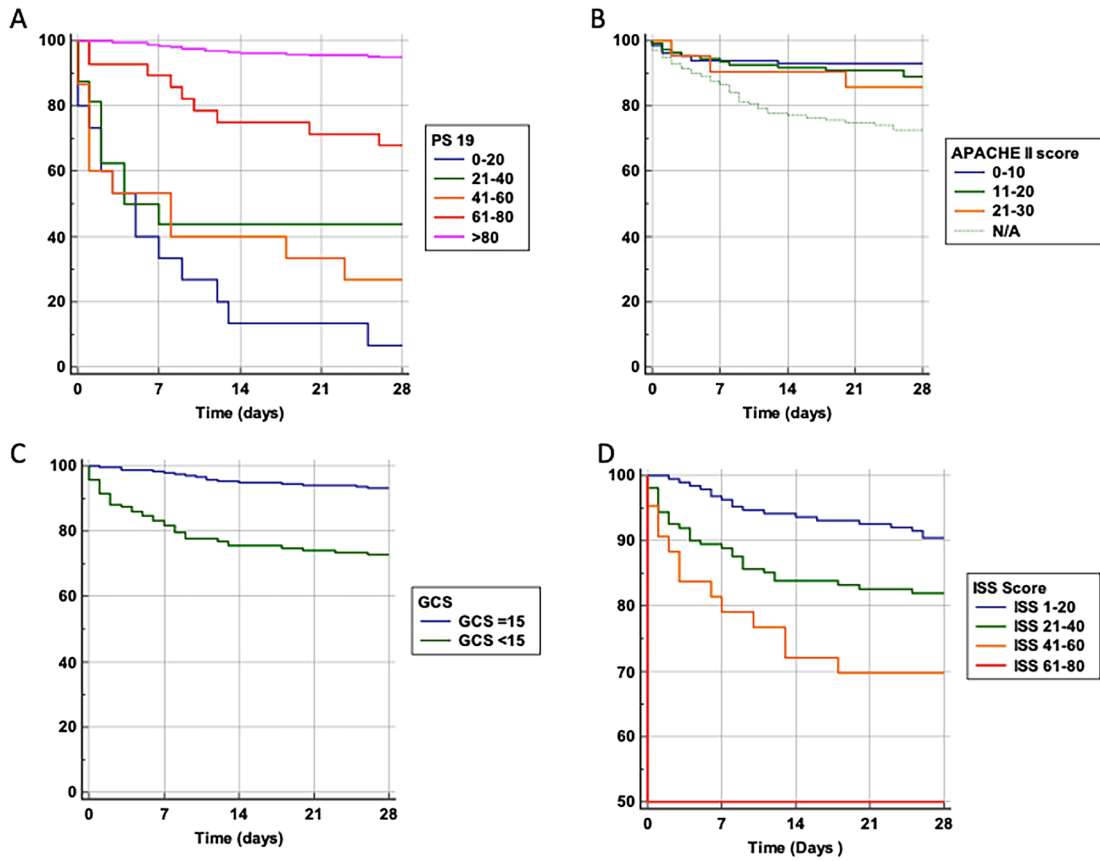 A
100
80
60
40
20
0
0 7 14 21 28
Time (days)
PS 19
0-20
21-40
41-60
61-80
>80
B
100
80
60
40
20
0
0 7 14 21 28
Time (days)
APACHE II score
0-10
11-20
21-30
N/A
C
100
80
60
40
20
0
0 7 14 21 28
Time (days)
GCS
GCS =15
GCS <15
D
100
90
80
70
60
50
0 7 14 21 28
Time (Days )
ISS Score
ISS 1-20
ISS 21-40
ISS 41-60
ISS 61-80